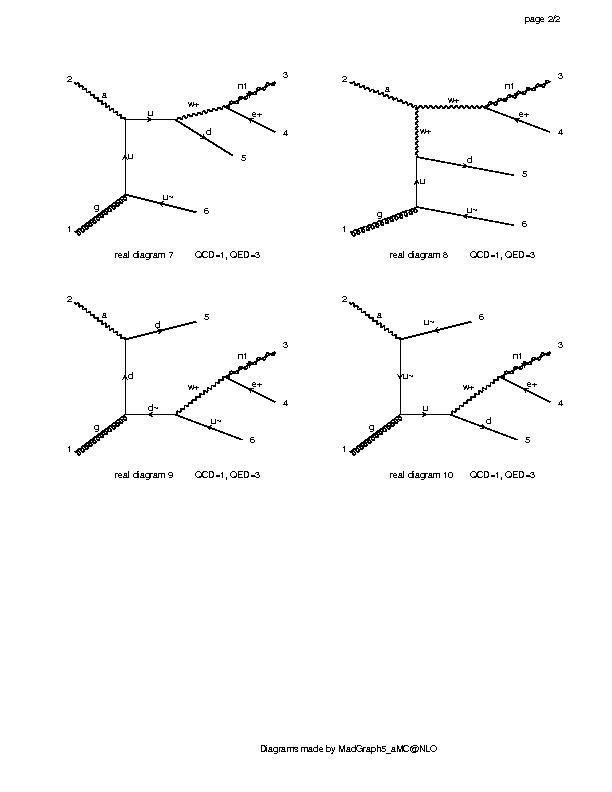 page 2/2
2
a
u
w+
n1
3
e+
4
d
5
u
g
1
u~
6
real diagram 7 QCD=1, QED=3
2
a
w+
n1
3
e+
4
w+
d
5
u
g
1
u~
6
real diagram 8 QCD=1, QED=3
2
a
d
5
d
n1
3
w+
e+
4
g
d~
u~
1
6
real diagram 9 QCD=1, QED=3
2
a
u~
6
u~
n1
3
w+
e+
4
g
u
d
1
5
real diagram 10 QCD=1, QED=3
Diagrams made by MadGraph5_aMC@NLO